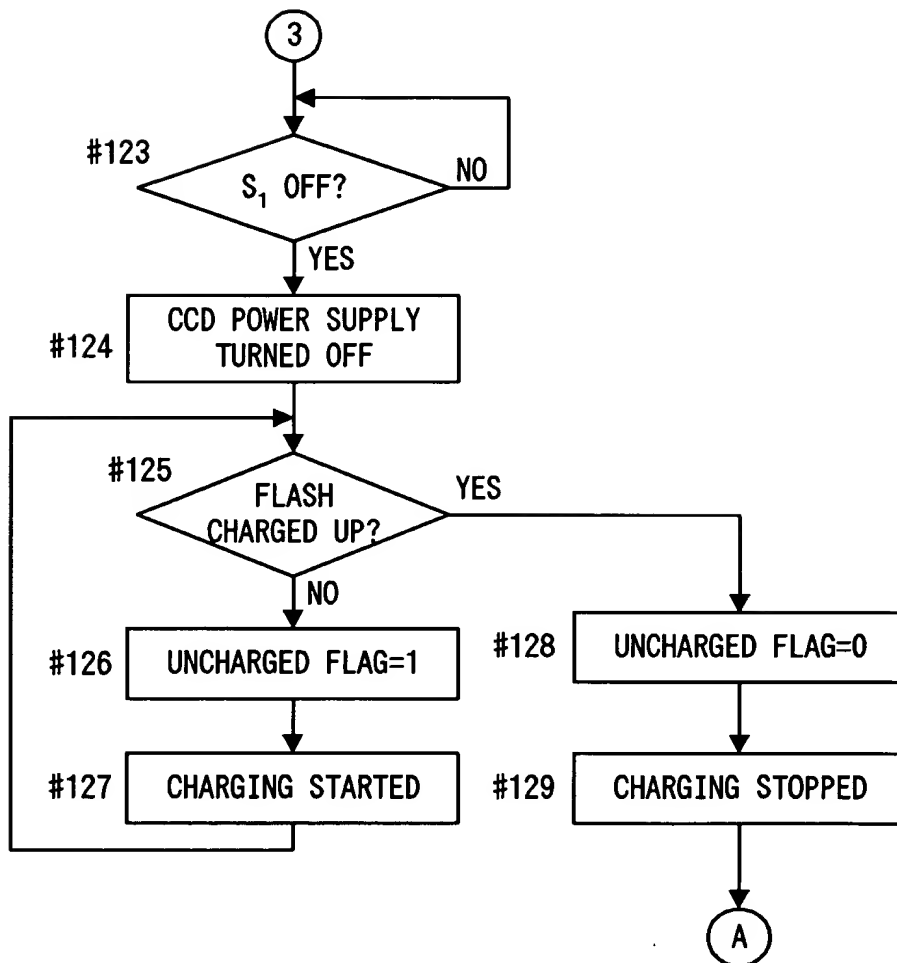 3
#123
S₁ OFF?
NO
YES
#124
CCD POWER SUPPLY
TURNED OFF
#125
FLASH
CHARGED UP?
YES
NO
#126
UNCHARGED FLAG=1
#128
UNCHARGED FLAG=0
#127
CHARGING STARTED
#129
CHARGING STOPPED
A